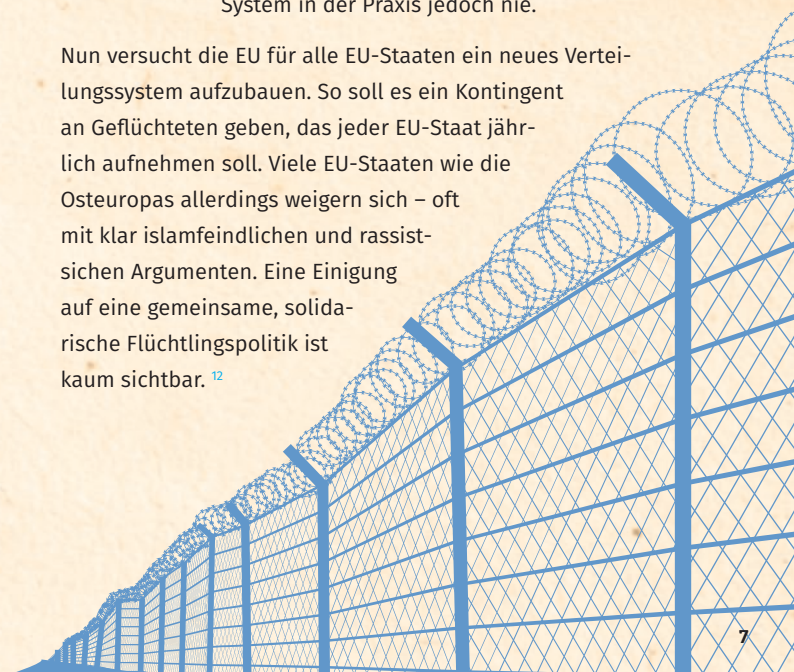 System in der Praxis jedoch nie.
Nun versucht die EU für alle EU-Staaten ein neues Vertei-
lungssystem aufzubauen. So soll es ein Kontingent
an Geflüchteten geben, das jeder EU-Staat jähr-
lich aufnehmen soll. Viele EU-Staaten wie die
Osteuropas allerdings weigern sich – oft
mit klar islamfeindlichen und rassist-
sichen Argumenten. Eine Einigung
auf eine gemeinsame, solida-
rische Flüchtlingspolitik ist
kaum sichtbar. 12
7